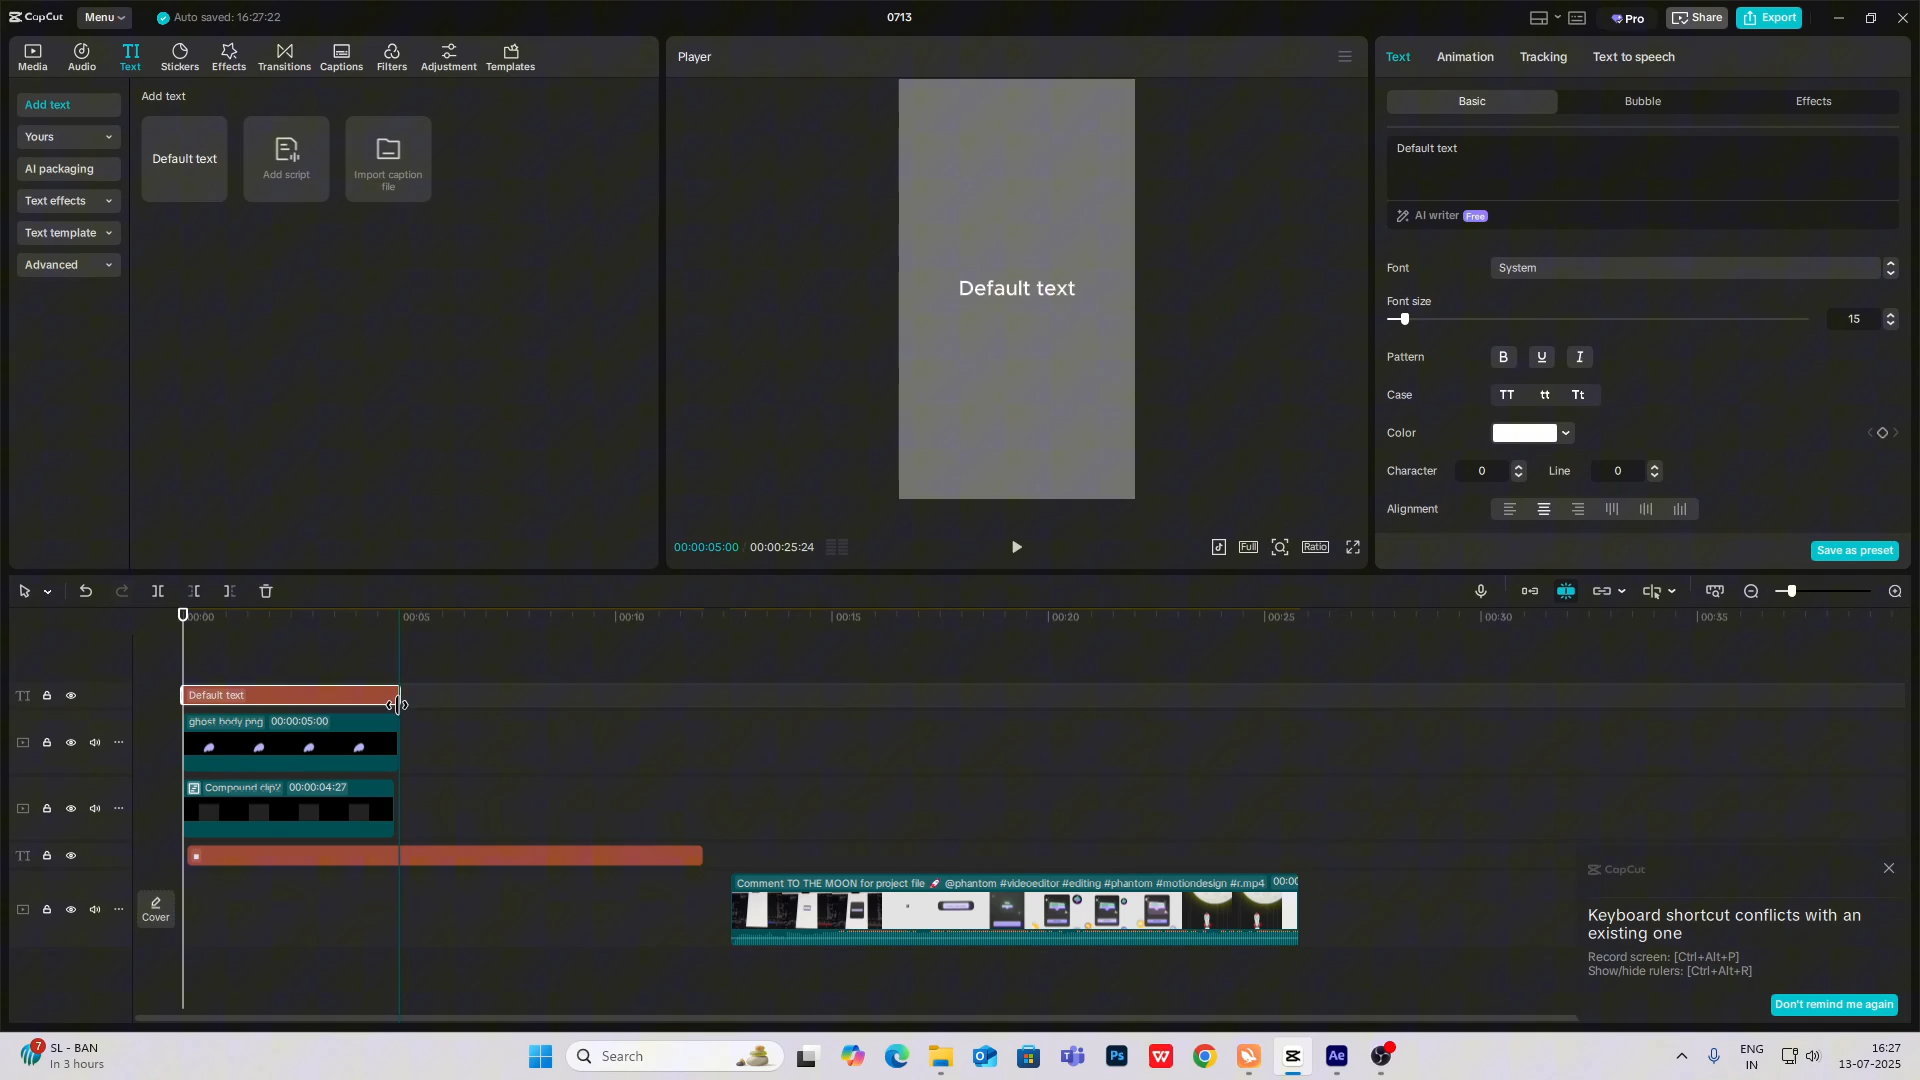 CapCut
Menu
Auto saved: 16:27:22
0713
Pro
Share
Export
Media
Audio
TI
Text
Stickers
Effects
Transitions
Captions
Filters
Adjustment
Templates
Player
Text
Animation
Tracking
Text to speech
Add text
Yours
AI packaging
Text effects
Text template
Advanced
Add text
Default text
Add script
Import caption
file
Default text
00:00:05:00
00:00:25:24
Full
Ratio
Basic
Bubble
Effects
Default text
AI writer
Free
Font
System
Font size
15
Pattern
B
U
I
Case
TT
tt
Tt
Color
Character
0
Line
0
Alignment
Save as preset
00:00
00:05
00:10
00:15
00:20
00:25
00:30
00:35
TI
Default text
ghost body png 00:00:05:00
Compound clip2 00:00:04:27
TI
Cover
Comment TO THE MOON for project file 🚀 @phantom #videoeditor #editing #phantom #motiondesign #r.mp4 00:00
CapCut
Keyboard shortcut conflicts with an
existing one
Record screen: [Ctrl+Alt+P]
Show/hide rulers: [Ctrl+Alt+R]
Don't remind me again
7
SL - BAN
In 3 hours
Search
Ps
W
Ae
ENG
IN
16:27
13-07-2025